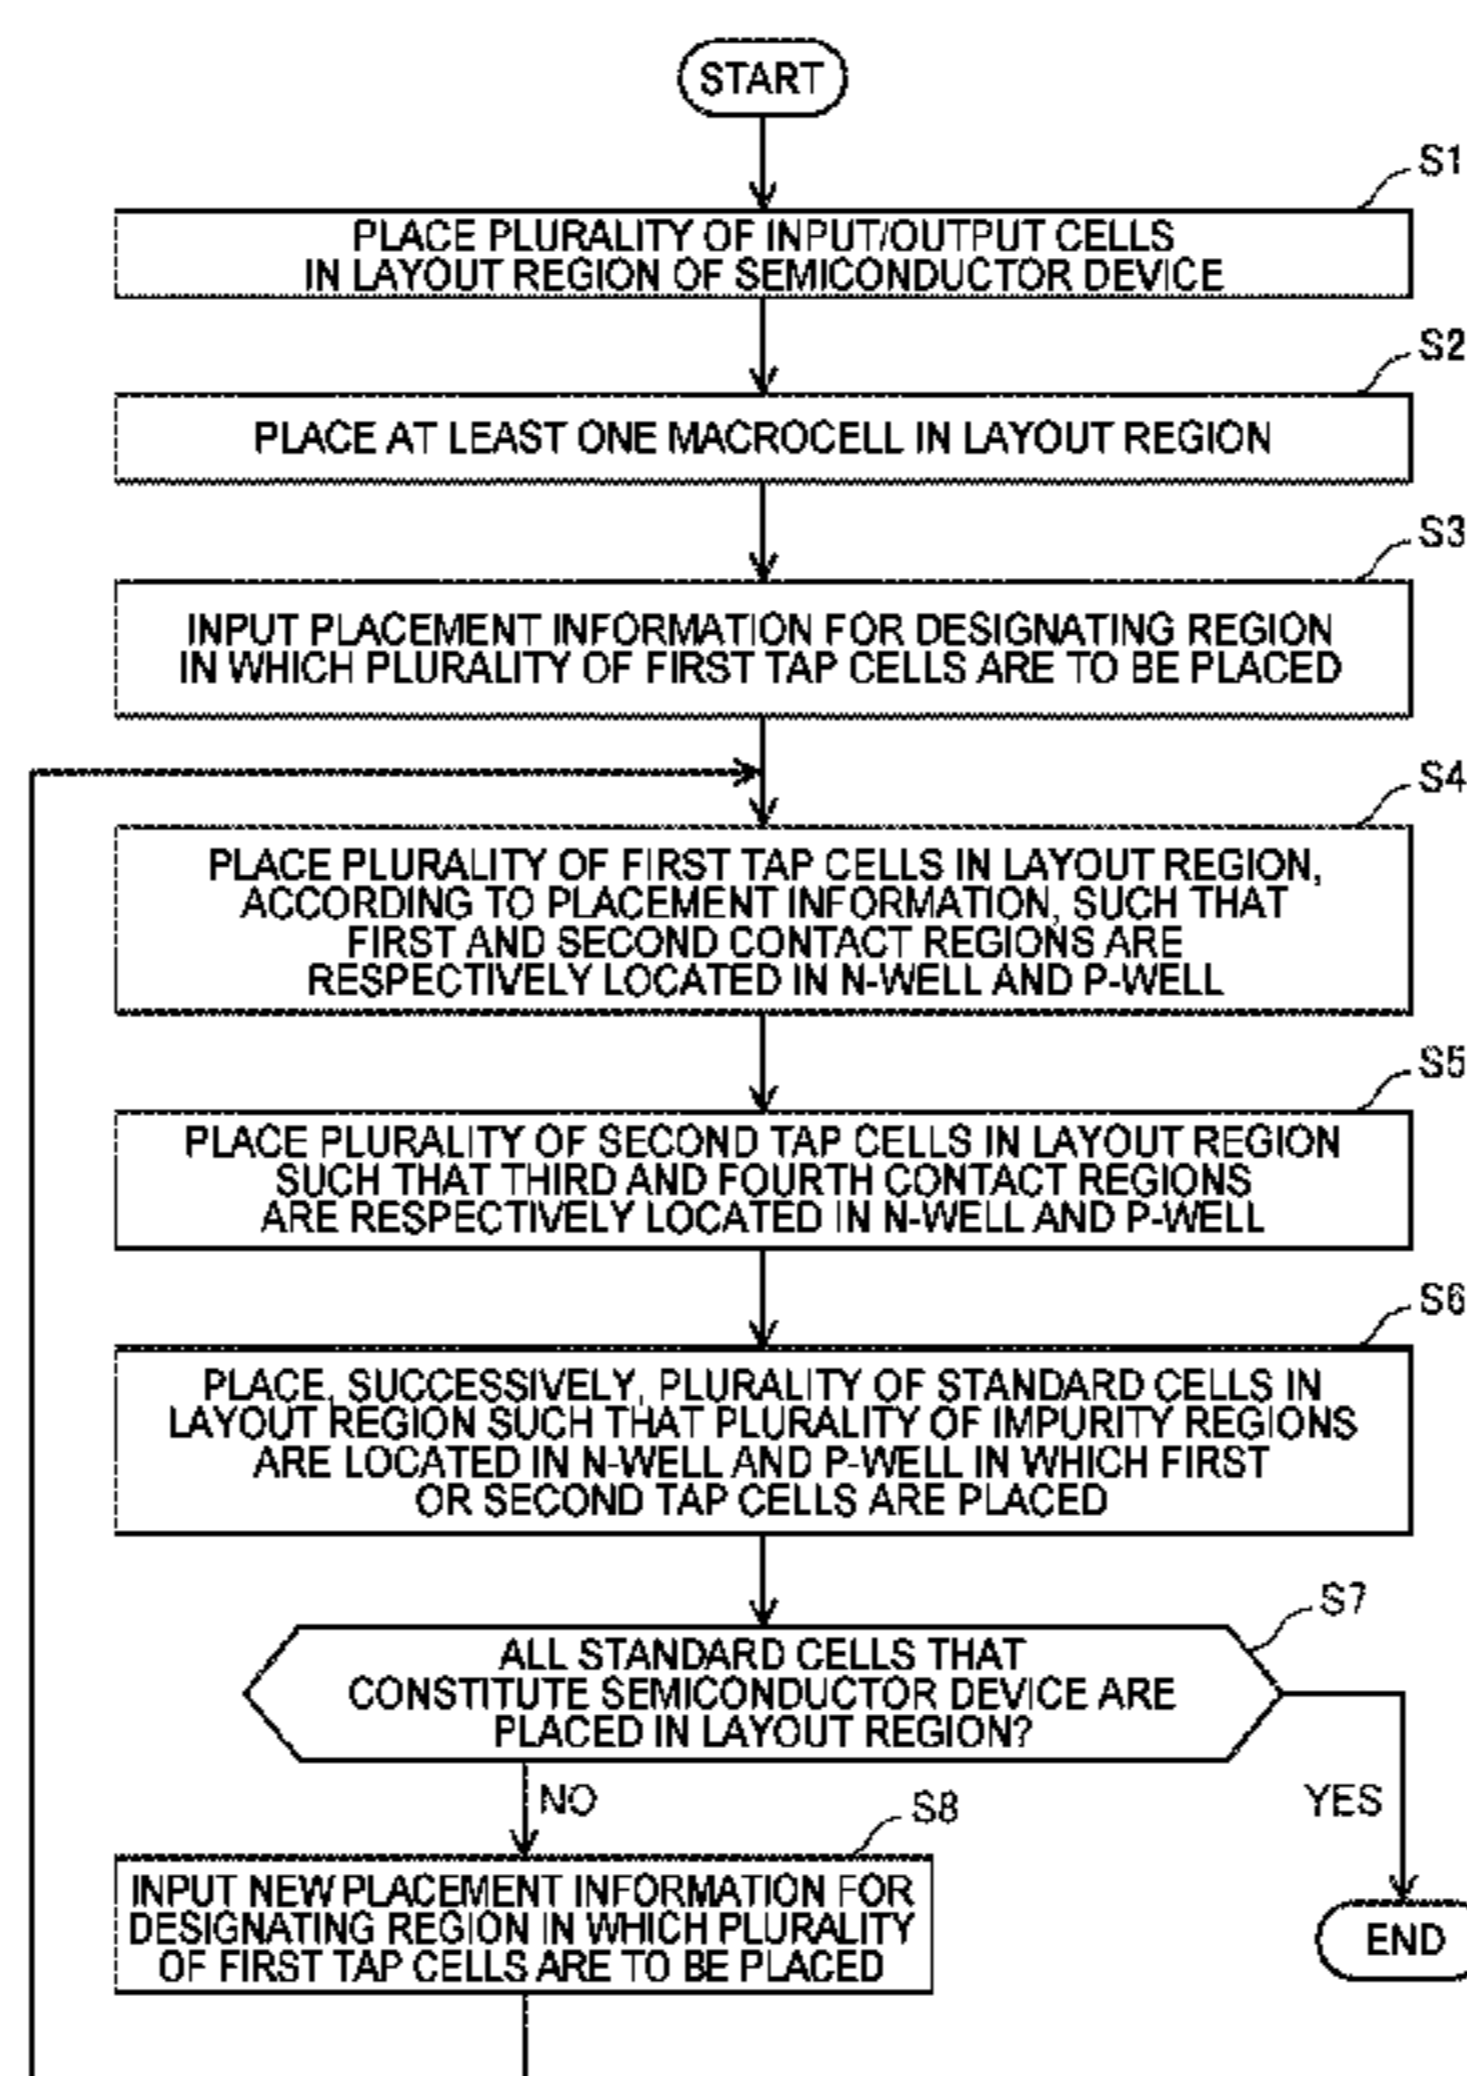 START
S1
PLACE PLURALITY OF INPUT/OUTPUT CELLS
IN LAYOUT REGION OF SEMICONDUCTOR DEVICE
S2
PLACE AT LEAST ONE MACROCELL IN LAYOUT REGION
S3
INPUT PLACEMENT INFORMATION FOR DESIGNATING REGION
IN WHICH PLURALITY OF FIRST TAP CELLS ARE TO BE PLACED
S4
PLACE PLURALITY OF FIRST TAP CELLS IN LAYOUT REGION,
ACCORDING TO PLACEMENT INFORMATION, SUCH THAT
FIRST AND SECOND CONTACT REGIONS ARE
RESPECTIVELY LOCATED IN N-WELL AND P-WELL
S5
PLACE PLURALITY OF SECOND TAP CELLS IN LAYOUT REGION
SUCH THAT THIRD AND FOURTH CONTACT REGIONS
ARE RESPECTIVELY LOCATED IN N-WELL AND P-WELL
S6
PLACE, SUCCESSIVELY, PLURALITY OF STANDARD CELLS IN
LAYOUT REGION SUCH THAT PLURALITY OF IMPURITY REGIONS
ARE LOCATED IN N-WELL AND P-WELL IN WHICH FIRST
OR SECOND TAP CELLS ARE PLACED
S7
ALL STANDARD CELLS THAT
CONSTITUTE SEMICONDUCTOR DEVICE ARE
PLACED IN LAYOUT REGION?
NO
YES
S8
INPUT NEW PLACEMENT INFORMATION FOR
DESIGNATING REGION IN WHICH PLURALITY
OF FIRST TAP CELLS ARE TO BE PLACED
END